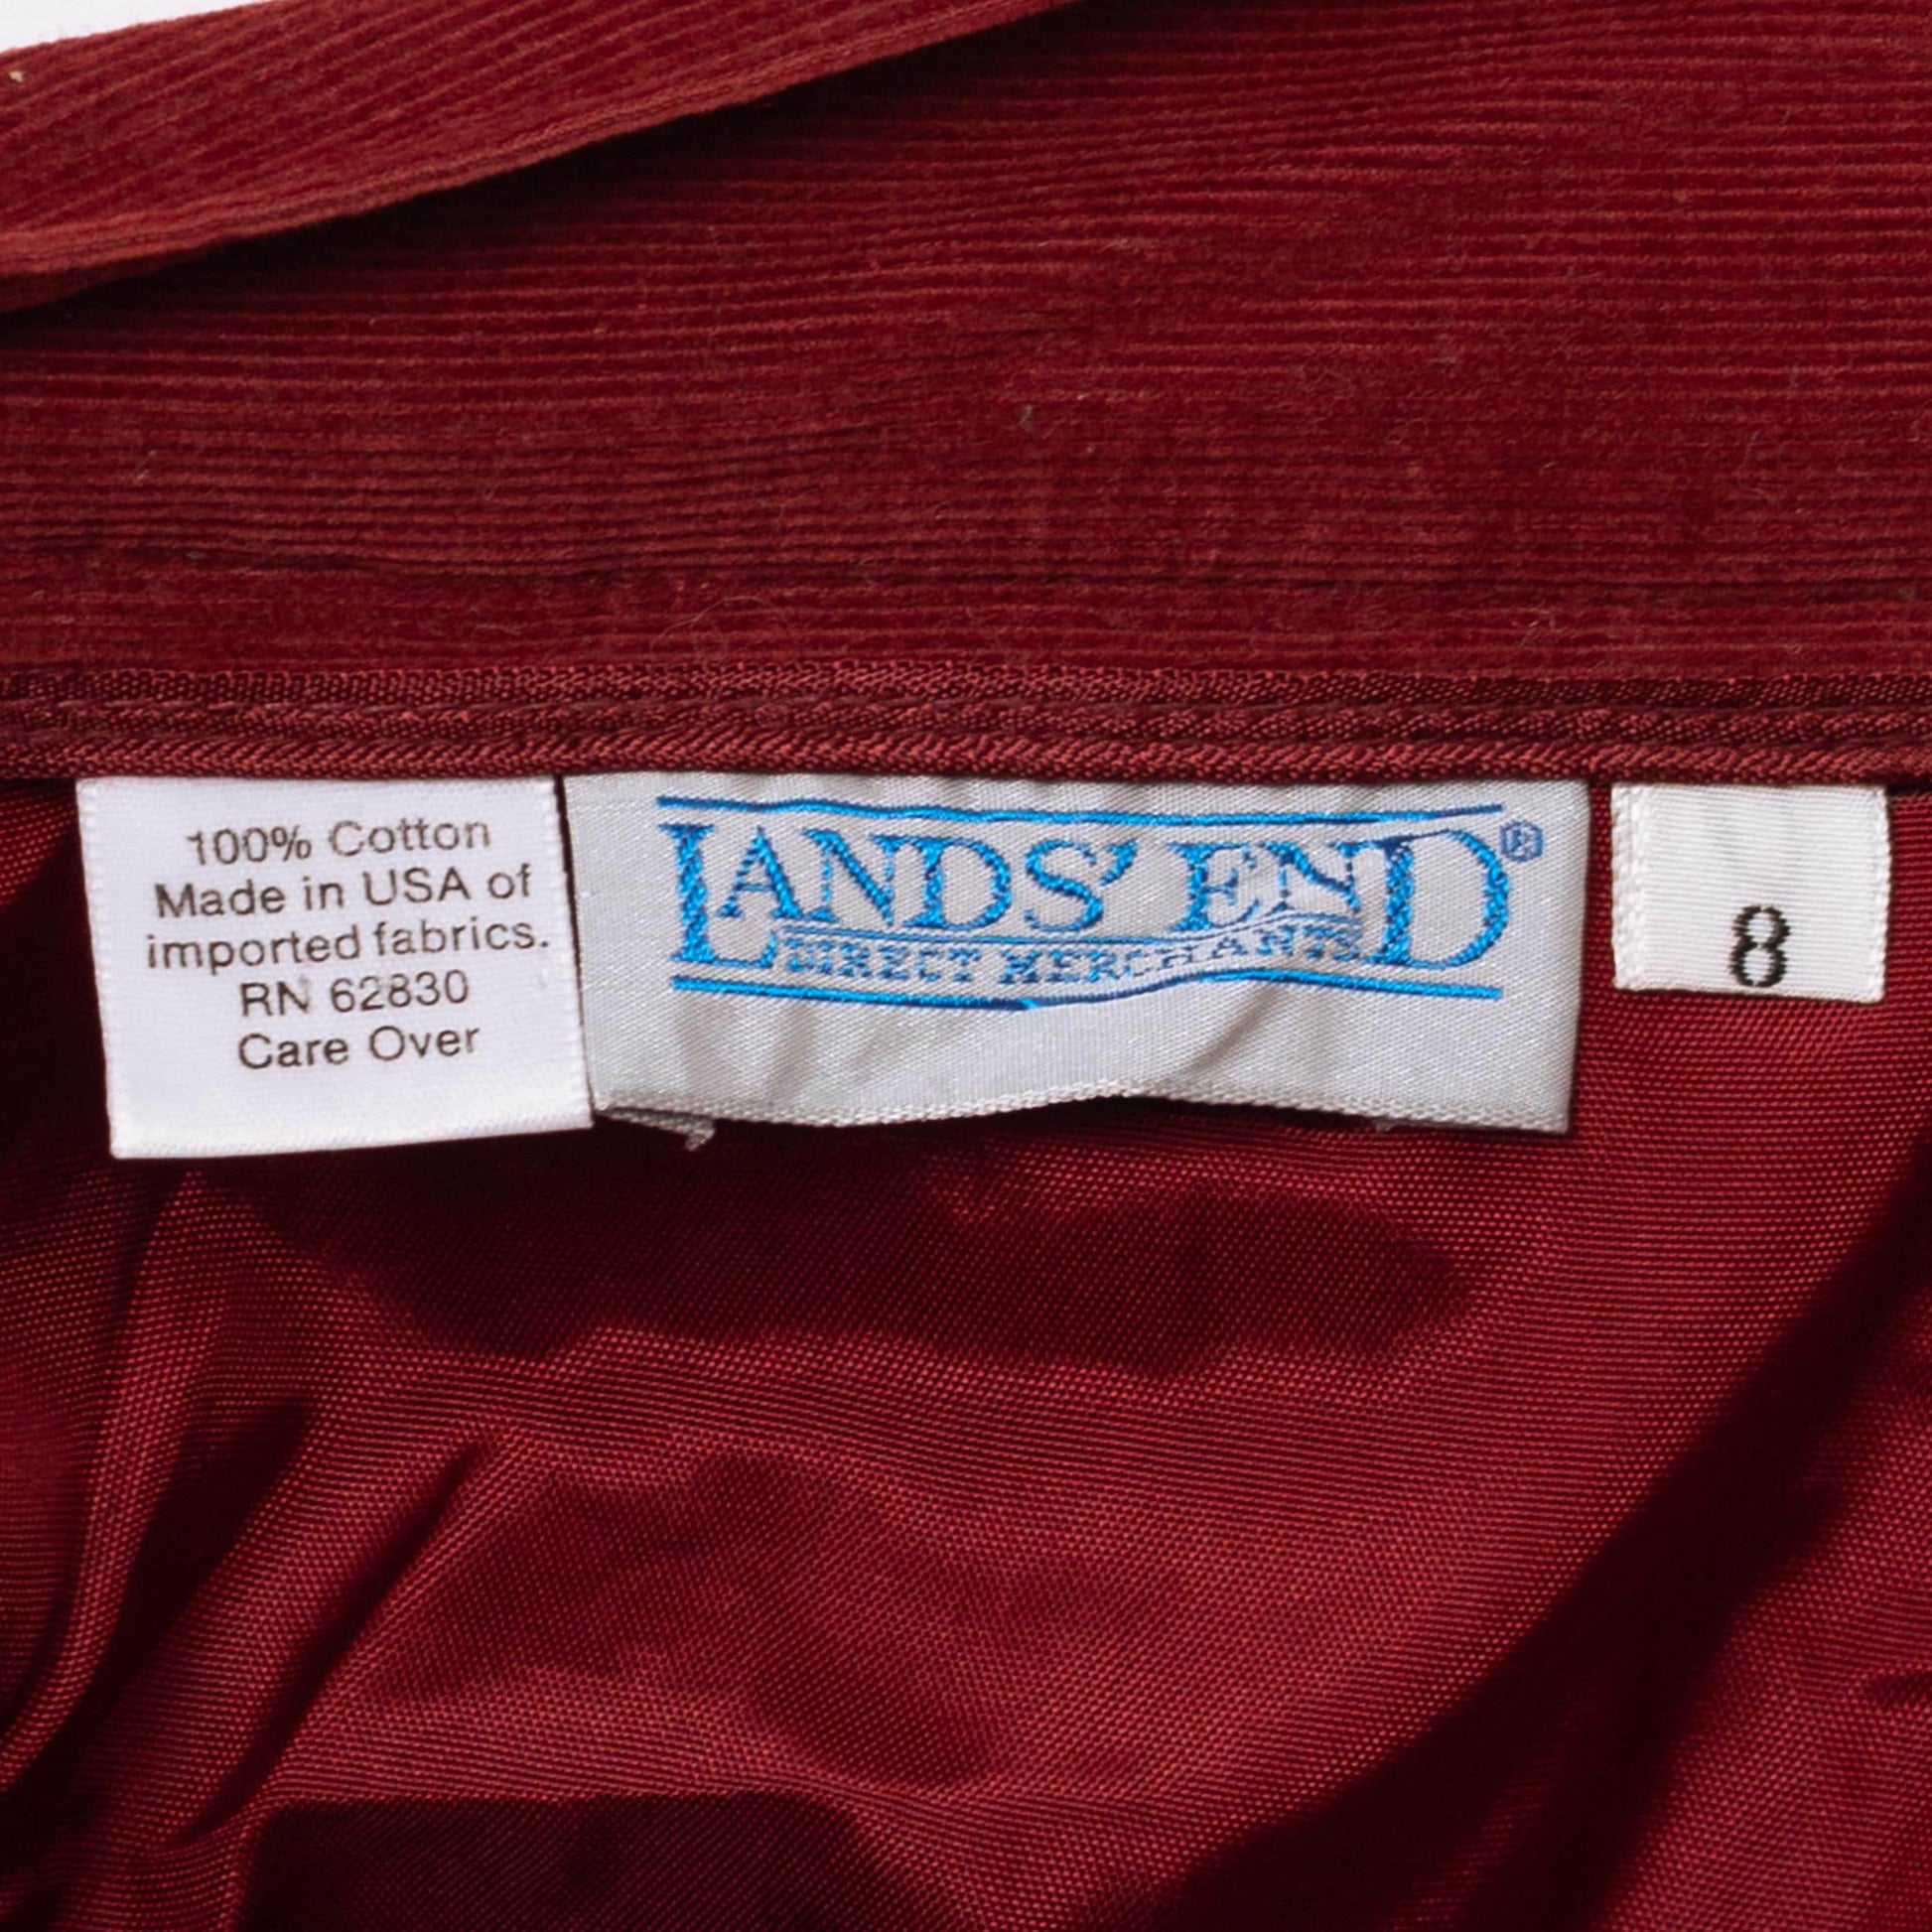 100% Cotton
Made in USA of
imported fabrics.
RN 62830
Care Over
LANDS' END®
DIRECT MERCHANTS
8